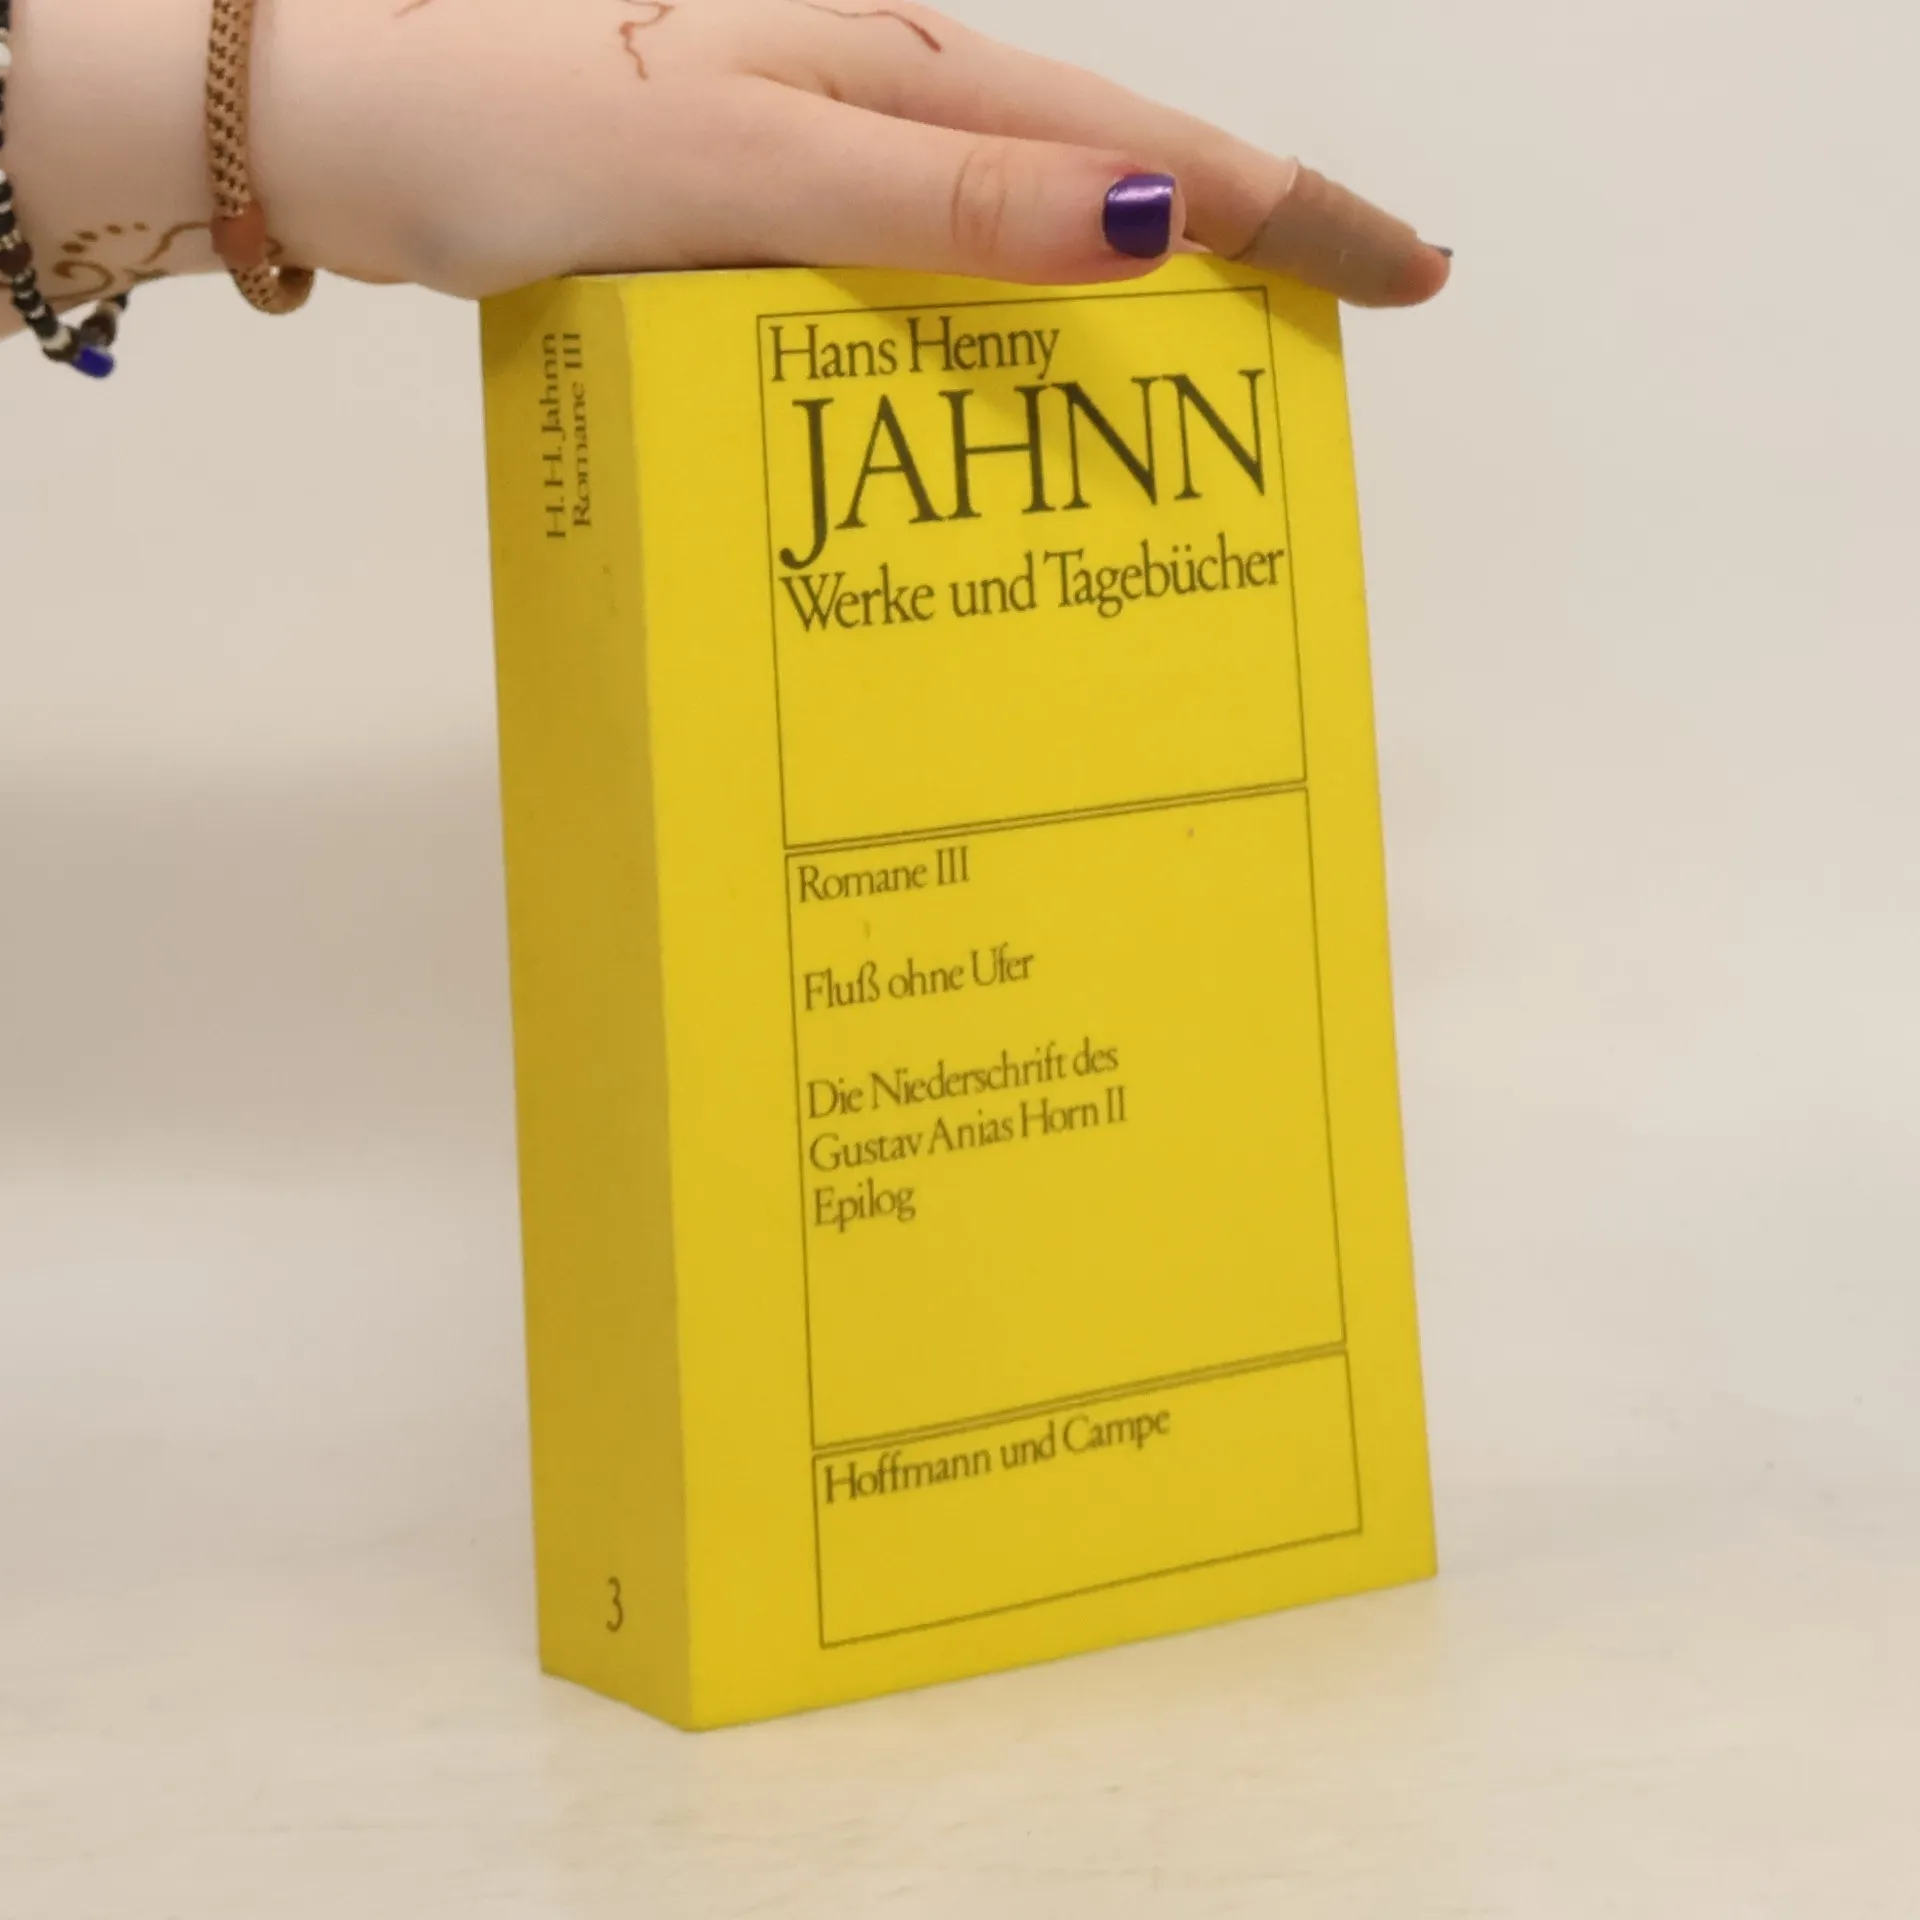 H. H. Jahnn
Romane III
3
Hans Henny
JAHNN
Werke und Tagebücher
Romane III
Fluß ohne Ufer
Die Niederschrift des
Gustav Anias Horn II
Epilog
Hoffmann und Campe